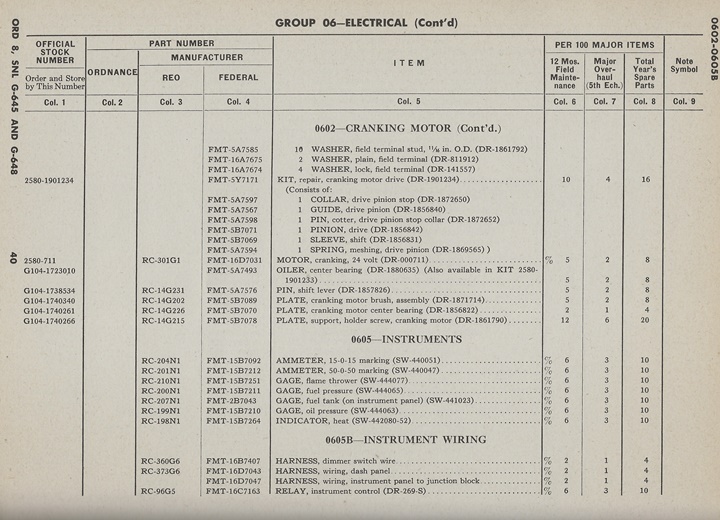 GROUP 06—ELECTRICAL (Cont'd)
ORD 8, SNL G-645 AND G-648
40
0602-0605B
OFFICIAL STOCK NUMBER
Order and Store by This Number
PART NUMBER
ORDNANCE
MANUFACTURER
REO FEDERAL
ITEM
PER 100 MAJOR ITEMS
12 Mos. Field Maintenance
Major Overhaul (5th Ech.)
Total Year's Spare Parts
Note Symbol
Col. 1 Col. 2 Col. 3 Col. 4 Col. 5 Col. 6 Col. 7 Col. 8 Col. 9
0602—CRANKING MOTOR (Cont'd.)
FMT-5A7585 10 WASHER, field terminal stud, 11/16 in. O.D. (DR-1861792)
FMT-16A7675 2 WASHER, plain, field terminal (DR-811912)
FMT-16A7674 4 WASHER, lock, field terminal (DR-141557)
2580-1901234 FMT-5Y7171 KIT, repair, cranking motor drive (DR-1901234) 10 4 16
(Consists of:
FMT-5A7597 1 COLLAR, drive pinion stop (DR-1872650)
FMT-5A7567 1 GUIDE, drive pinion (DR-1856840)
FMT-5A7598 1 PIN, cotter, drive pinion stop collar (DR-1872652)
FMT-5B7071 1 PINION, drive (DR-1856842)
FMT-5B7069 1 SLEEVE, shift (DR-1856831)
FMT-5A7594 1 SPRING, meshing, drive pinion (DR-1869565) )
2580-711 RC-301G1 FMT-16D7031 MOTOR, cranking, 24 volt (DR-000711) % 5 2 8
G104-1723010 FMT-5A7493 OILER, center bearing (DR-1880635) (Also available in KIT 2580-
1901233) 5 2 8
G104-1738534 RC-14G231 FMT-5A7576 PIN, shift lever (DR-1857826) 5 2 8
G104-1740340 RC-14G202 FMT-5B7089 PLATE, cranking motor brush, assembly (DR-1871714) 5 2 8
G104-1740261 RC-14G226 FMT-5B7070 PLATE, cranking motor center bearing (DR-1856822) 2 1 4
G104-1740266 RC-14G215 FMT-5B7078 PLATE, support, holder screw, cranking motor (DR-1861790) 12 6 20
0605—INSTRUMENTS
RC-204N1 FMT-15B7092 AMMETER, 15-0-15 marking (SW-440051) % 6 3 10
RC-201N1 FMT-15B7212 AMMETER, 50-0-50 marking (SW-440047) % 6 3 10
RC-210N1 FMT-15B7251 GAGE, flame thrower (SW-444077) % 6 3 10
RC-200N1 FMT-15B7211 GAGE, fuel pressure (SW-444065) % 6 3 10
RC-207N1 FMT-2B7043 GAGE, fuel tank (on instrument panel) (SW-441023) % 6 3 10
RC-199N1 FMT-15B7210 GAGE, oil pressure (SW-444063) % 6 3 10
RC-198N1 FMT-15B7264 INDICATOR, heat (SW-442080-52) % 6 3 10
0605B—INSTRUMENT WIRING
RC-360G6 FMT-16B7407 HARNESS, dimmer switch wire % 2 1 4
RC-373G6 FMT-16D7043 HARNESS, wiring, dash panel % 2 1 4
FMT-16D7047 HARNESS, wiring, instrument panel to junction block % 2 1 4
RC-96G5 FMT-16C7163 RELAY, instrument control (DR-269-S) % 6 3 10